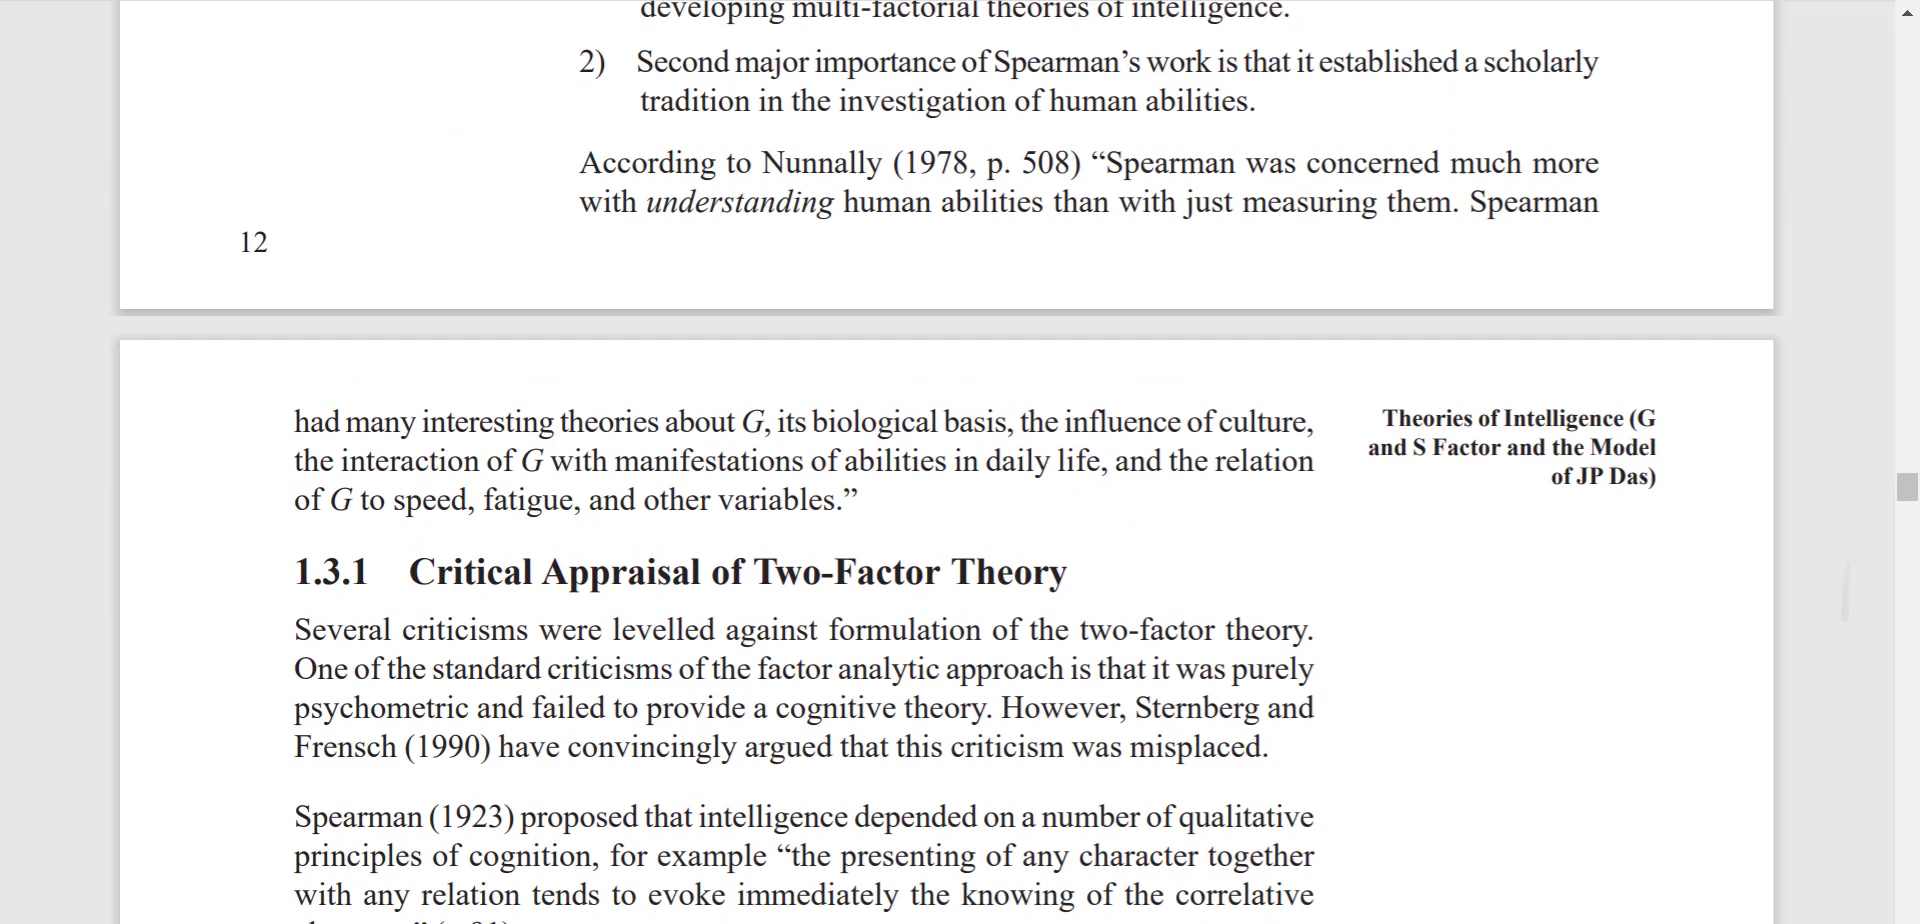 developing multi-factorial theories of intelligence.
2) Second major importance of Spearman’s work is that it established a scholarly
tradition in the investigation of human abilities.
According to Nunnally (1978, p. 508) “Spearman was concerned much more
with understanding human abilities than with just measuring them. Spearman
12
had many interesting theories about G, its biological basis, the influence of culture,
the interaction of G with manifestations of abilities in daily life, and the relation
of G to speed, fatigue, and other variables.”
Theories of Intelligence (G
and S Factor and the Model
of JP Das)
1.3.1 Critical Appraisal of Two-Factor Theory
Several criticisms were levelled against formulation of the two-factor theory.
One of the standard criticisms of the factor analytic approach is that it was purely
psychometric and failed to provide a cognitive theory. However, Sternberg and
Frensch (1990) have convincingly argued that this criticism was misplaced.
Spearman (1923) proposed that intelligence depended on a number of qualitative
principles of cognition, for example “the presenting of any character together
with any relation tends to evoke immediately the knowing of the correlative